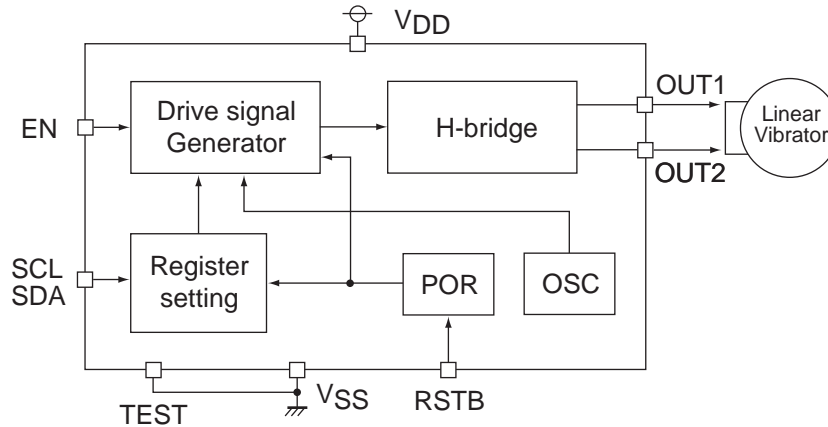 VDD
OUT1
EN
Drive signal
Generator
H-bridge
Linear
Vibrator
OUT2
SCL
SDA
Register
setting
POR
OSC
TEST
VSS
RSTB